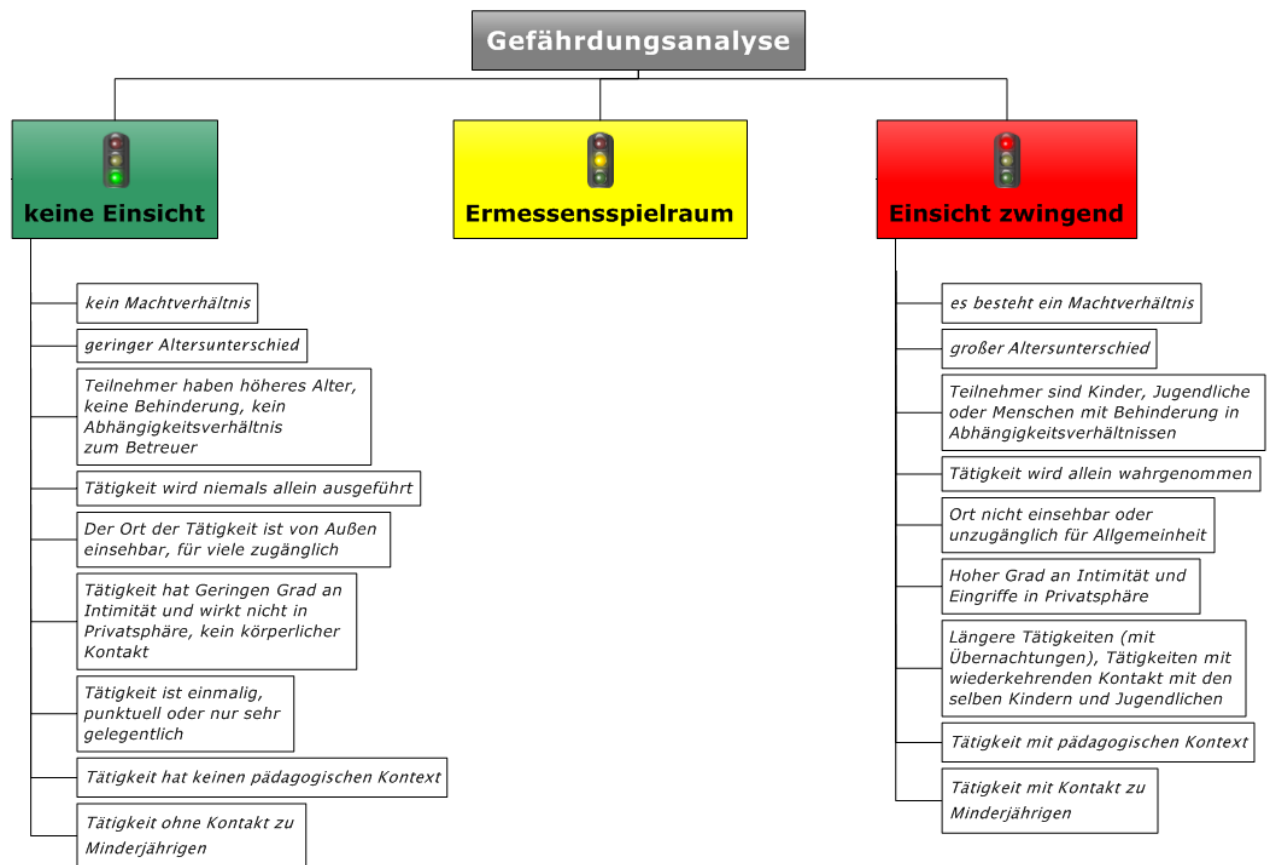 Gefährdungsanalyse
keine Einsicht
Ermessensspielraum
Einsicht zwingend
kein Machtverhältnis
geringer Altersunterschied
Teilnehmer haben höheres Alter,
keine Behinderung, kein
Abhängigkeitsverhältnis
zum Betreuer
Tätigkeit wird niemals allein ausgeführt
Der Ort der Tätigkeit ist von Außen
einsehbar, für viele zugänglich
Tätigkeit hat Geringen Grad an
Intimität und wirkt nicht in
Privatsphäre, kein körperlicher
Kontakt
Tätigkeit ist einmalig,
punktuell oder nur sehr
gelegentlich
Tätigkeit hat keinen pädagogischen Kontext
Tätigkeit ohne Kontakt zu
Minderjährigen
es besteht ein Machtverhältnis
großer Altersunterschied
Teilnehmer sind Kinder, Jugendliche
oder Menschen mit Behinderung in
Abhängigkeitsverhältnissen
Tätigkeit wird allein wahrgenommen
Ort nicht einsehbar oder
unzugänglich für Allgemeinheit
Hoher Grad an Intimität und
Eingriffe in Privatsphäre
Längere Tätigkeiten (mit
Übernachtungen), Tätigkeiten mit
wiederkehrenden Kontakt mit den
selben Kindern und Jugendlichen
Tätigkeit mit pädagogischen Kontext
Tätigkeit mit Kontakt zu
Minderjährigen